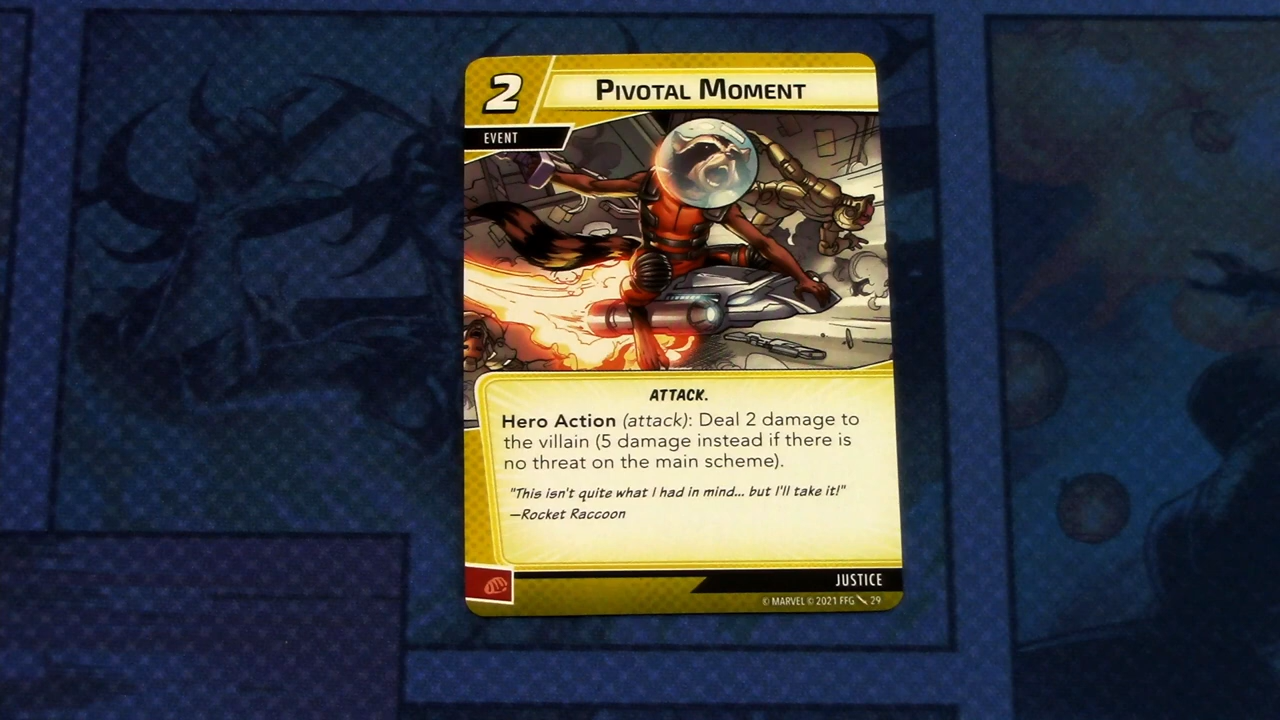 2
PIVOTAL MOMENT
EVENT
ATTACK.
Hero Action (attack): Deal 2 damage to
the villain (5 damage instead if there is
no threat on the main scheme).
"This isn't quite what I had in mind... but I'll take it!"
—Rocket Raccoon
JUSTICE
© MARVEL © 2021 FFG 29